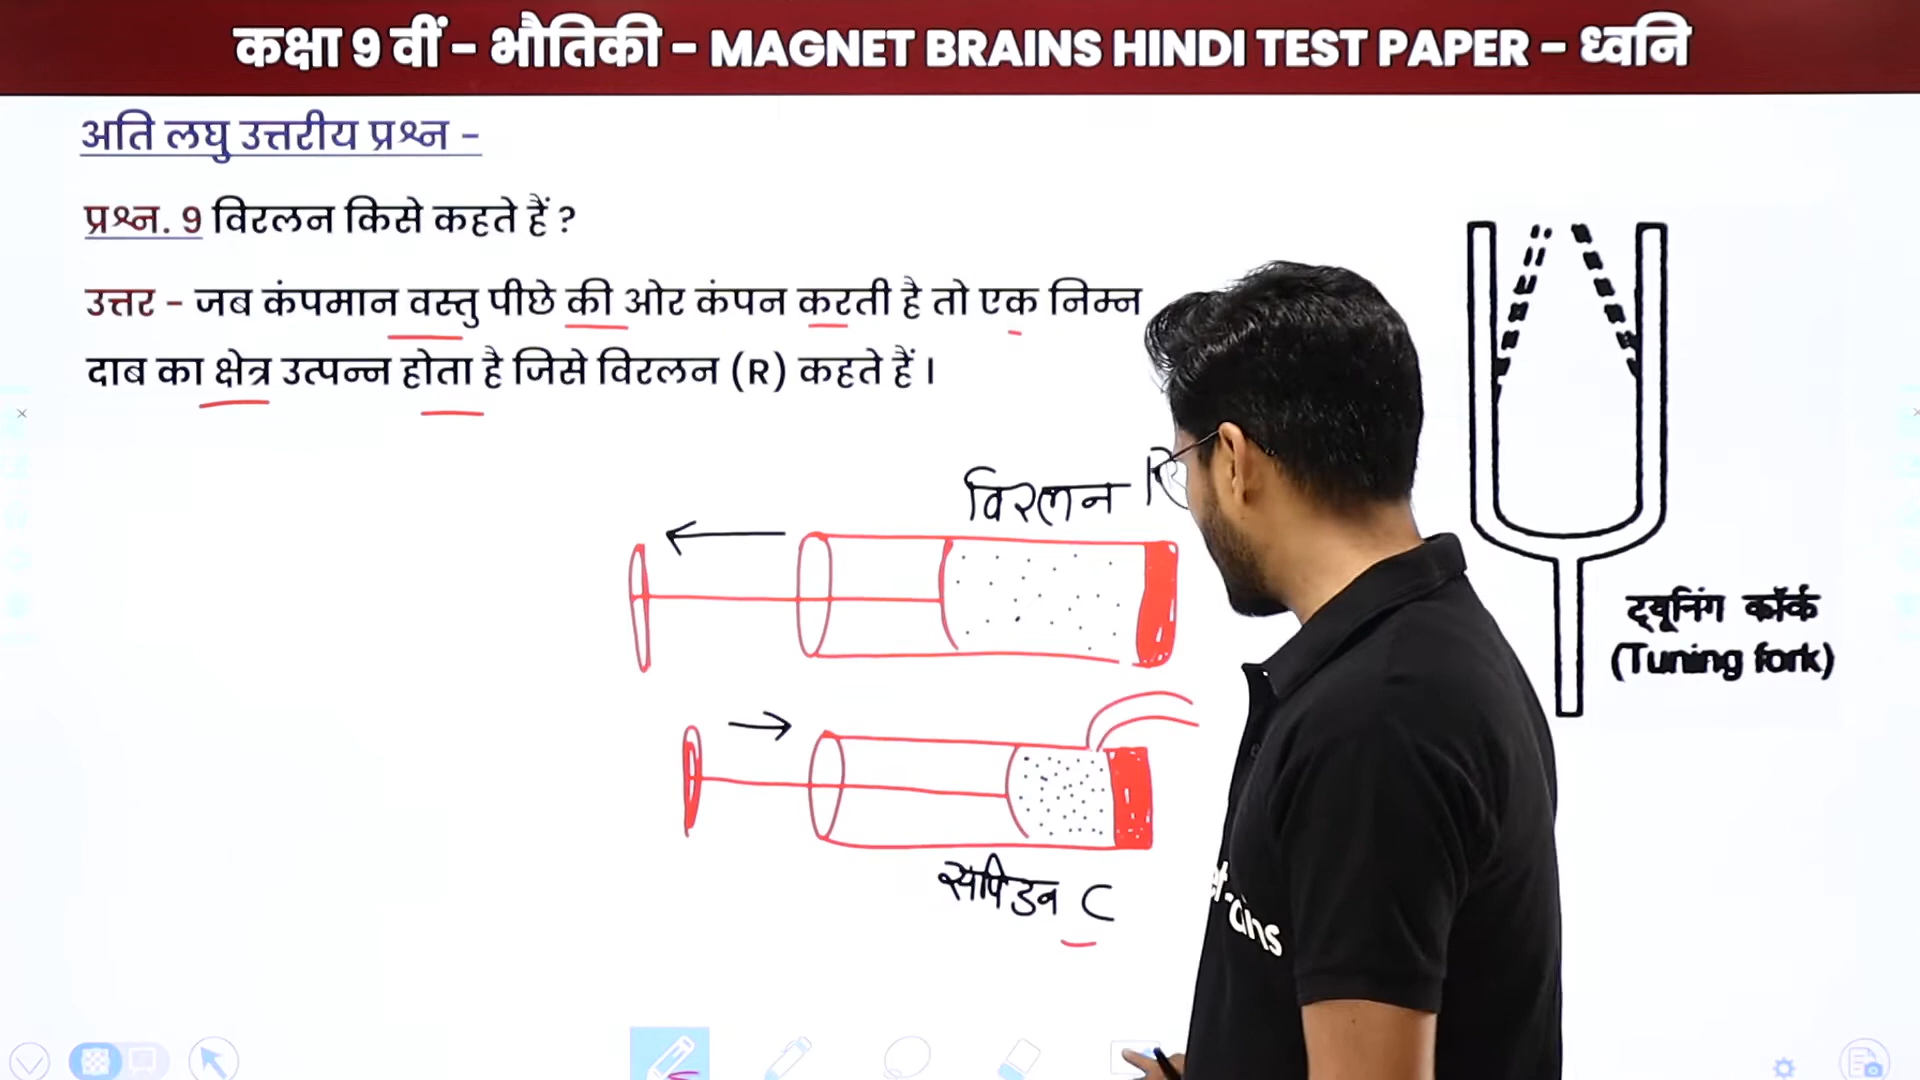 कक्षा 9 वीं - भौतिकी - MAGNET BRAINS HINDI TEST PAPER - ध्वनि
अति लघु उत्तरीय प्रश्न -
प्रश्न. 9 विरलन किसे कहते हैं ?
उत्तर - जब कंपमान वस्तु पीछे की ओर कंपन करती है तो एक निम्न
दाब का क्षेत्र उत्पन्न होता है जिसे विरलन (R) कहते हैं ।
विरलन R
ट्यूनिंग कॉर्क
(Tuning fork)
C